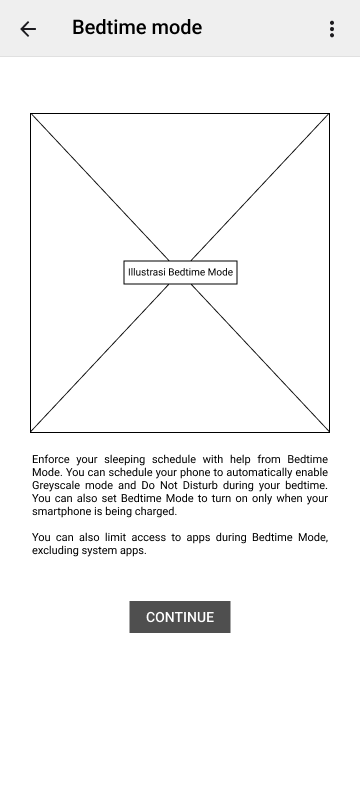 Bedtime mode
Illustrasi Bedtime Mode
Enforce your sleeping schedule with help from Bedtime
Mode. You can schedule your phone to automatically enable
Greyscale mode and Do Not Disturb during your bedtime.
You can also set Bedtime Mode to turn on only when your
smartphone is being charged.
You can also limit access to apps during Bedtime Mode,
excluding system apps.
CONTINUE